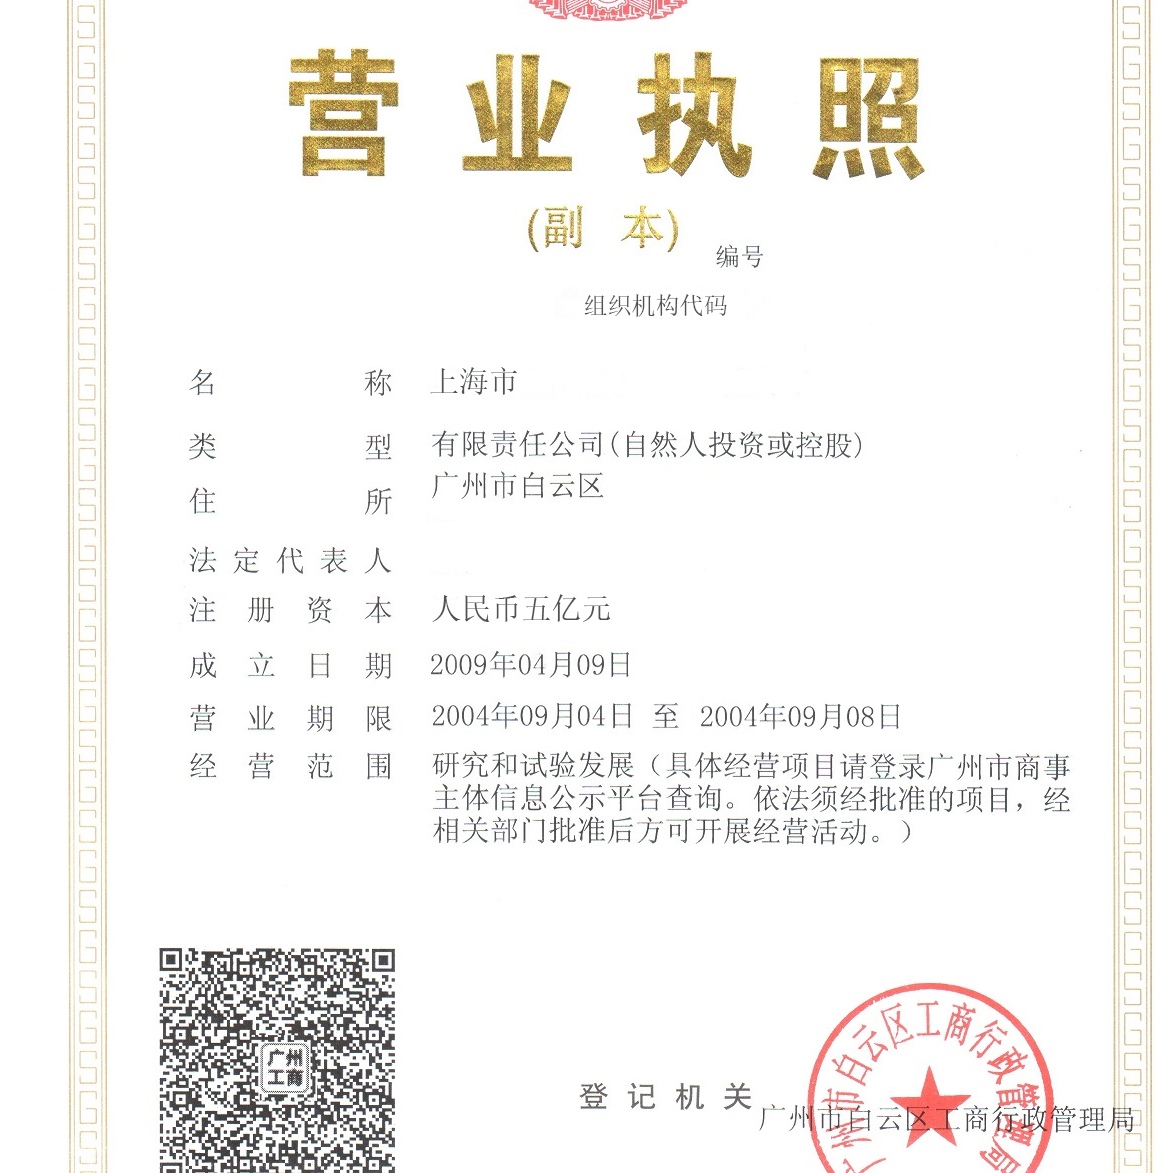 营业执照
(副 本)
编号
组织机构代码
名 称 上海市
类 型 有限责任公司(自然人投资或控股)
住 所 广州市白云区
法定代表人
注册资本 人民币五亿元
成立日期 2009年04月09日
营业期限 2004年09月04日 至 2004年09月08日
经营范围 研究和试验发展（具体经营项目请登录广州市商事
主体信息公示平台查询。依法须经批准的项目，经
相关部门批准后方可开展经营活动。）
广州
工商
广州市白云区工商行政管理局
登记机关 广州市白云区工商行政管理局